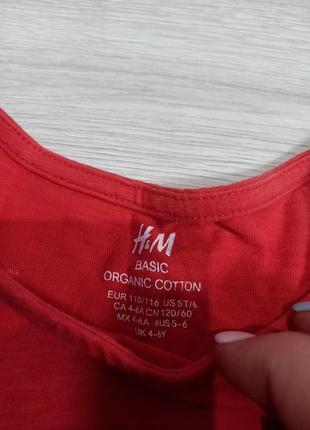 H&M
BASIC
ORGANIC COTTON
EUR 110/116 US 5T/6
CA 4-6A CN 120/60
MX 4-6A AUS 5-6
UK 4-6Y